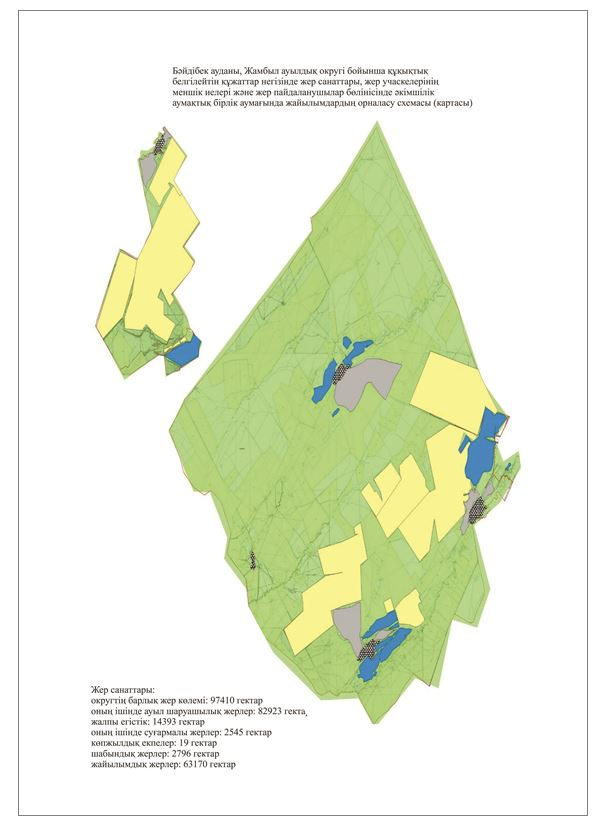 Бәйдібек ауданы, Жамбыл ауылдық округі бойынша құқықтық
белгілейтін құжаттар негізінде жер санаттары, жер учаскелерінің
меншік иелері және жер пайдаланушылар бөлінісінде әкімшілік
аумақтық бірлік аумағында жайылымдардың орналасу схемасы (картасы)
Жер санаттары:
округтің барлық жер көлемі: 97410 гектар
оның ішінде ауыл шаруашылық жерлер: 82923 гекта,
жалпы егістік: 14393 гектар
оның ішінде суғармалы жерлер: 2545 гектар
көпжылдық екпелер: 19 гектар
шабындық жерлер: 2796 гектар
жайылымдық жерлер: 63170 гектар